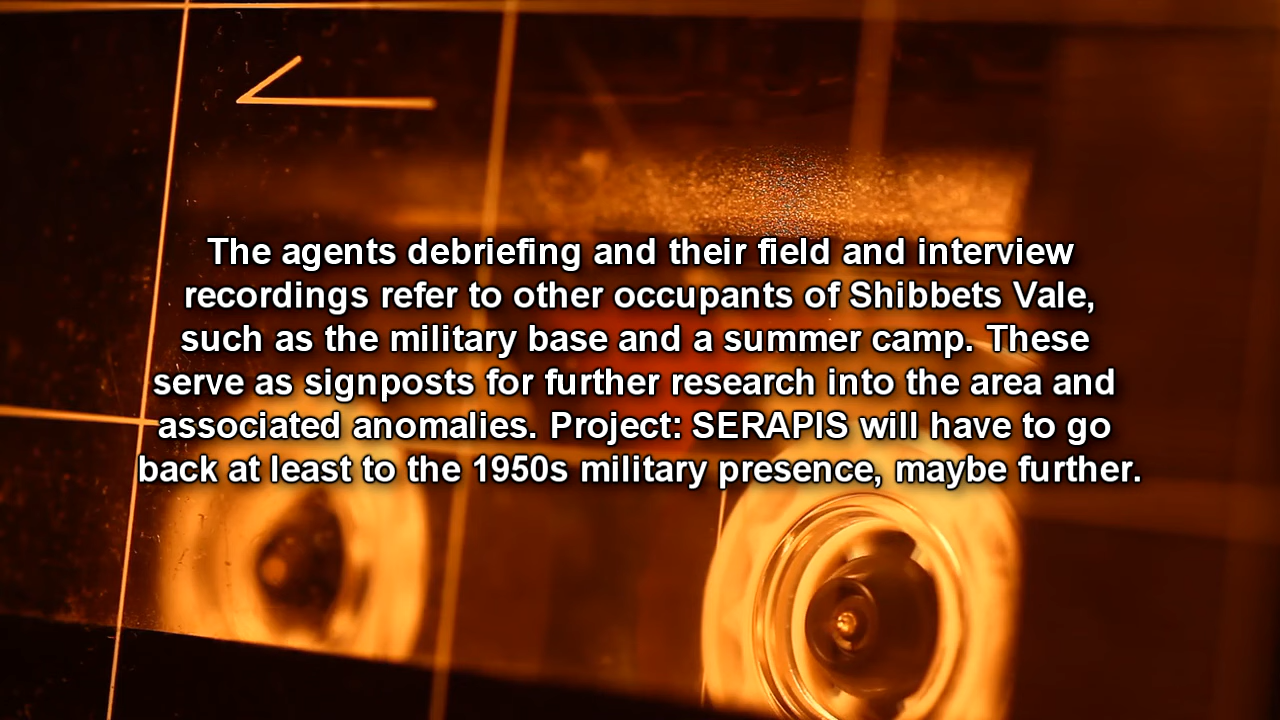 The agents debriefing and their field and interview
recordings refer to other occupants of Shibbets Vale,
such as the military base and a summer camp. These
serve as signposts for further research into the area and
associated anomalies. Project: SERAPIS will have to go
back at least to the 1950s military presence, maybe further.